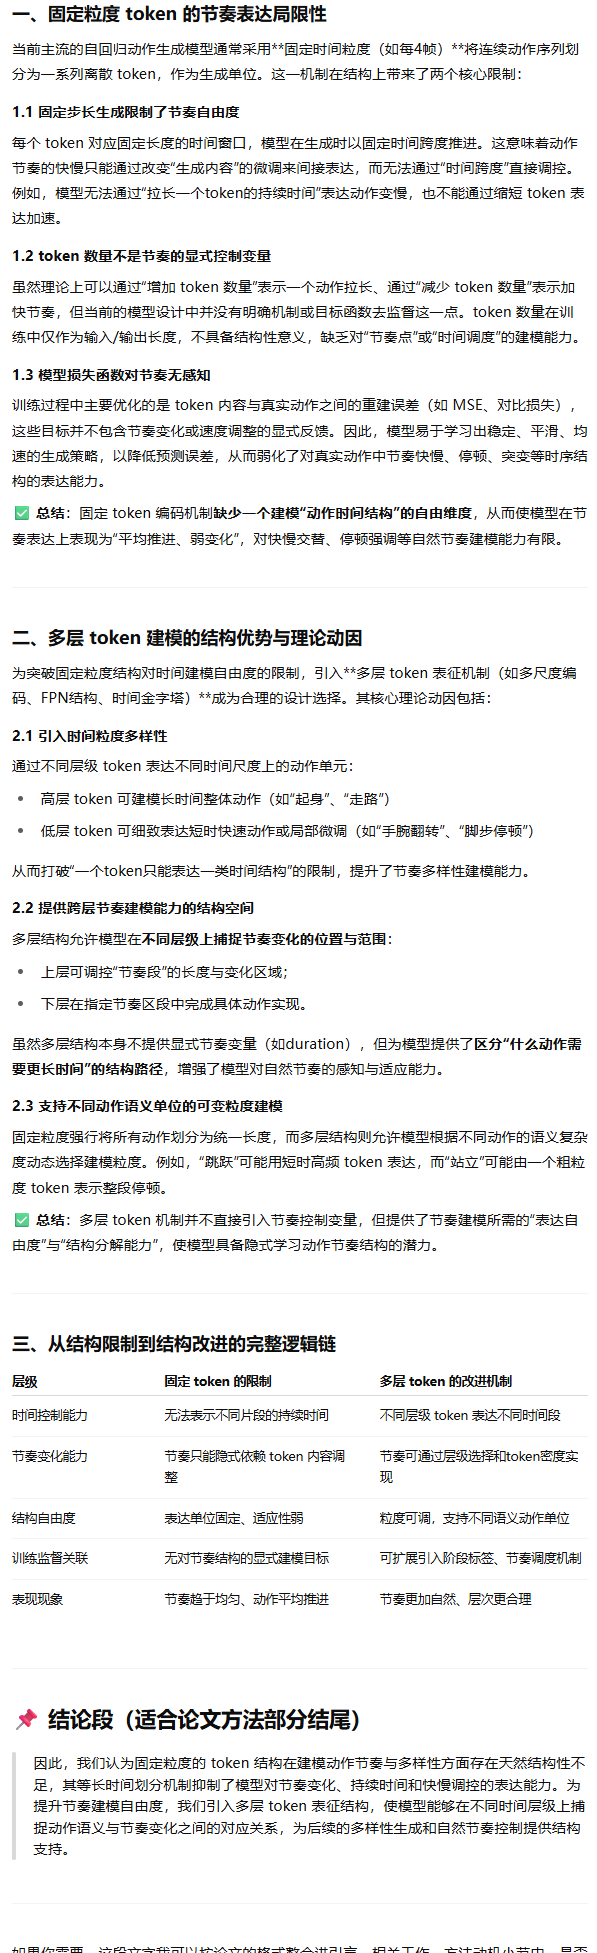 一、固定粒度 token 的节奏表达局限性
当前主流的自回归动作生成模型通常采用**固定时间粒度（如每4帧）**将连续动作序列划
分为一系列离散 token，作为生成单位。这一机制在结构上带来了两个核心限制：
1.1 固定步长生成限制了节奏自由度
每个 token 对应固定长度的时间窗口，模型在生成时以固定时间跨度推进。这意味着动作
节奏的快慢只能通过改变“生成内容”的微调来间接表达，而无法通过“时间跨度”直接调控。
例如，模型无法通过“拉长一个token的持续时间”表达动作变慢，也不能通过缩短 token 表
达加速。
1.2 token 数量不是节奏的显式控制变量
虽然理论上可以通过“增加 token 数量”表示一个动作拉长、通过“减少 token 数量”表示加
快节奏，但当前的模型设计中并没有明确机制或目标函数去监督这一点。token 数量在训
练中仅作为输入/输出长度，不具备结构性意义，缺乏对“节奏点”或“时间调度”的建模能力。
1.3 模型损失函数对节奏无感知
训练过程中主要优化的是 token 内容与真实动作之间的重建误差（如 MSE、对比损失），
这些目标并不包含节奏变化或速度调整的显式反馈。因此，模型易于学习出稳定、平滑、均
速的生成策略，以降低预测误差，从而弱化了对真实动作中节奏快慢、停顿、突变等时序结
构的表达能力。
✅ 总结：固定 token 编码机制缺少一个建模“动作时间结构”的自由维度，从而使模型在节
奏表达上表现为“平均推进、弱变化”，对快慢交替、停顿强调等自然节奏建模能力有限。
二、多层 token 建模的结构优势与理论动因
为突破固定粒度结构对时间建模自由度的限制，引入**多层 token 表征机制（如多尺度编
码、FPN结构、时间金字塔）**成为合理的设计选择。其核心理论动因包括：
2.1 引入时间粒度多样性
通过不同层级 token 表达不同时间尺度上的动作单元：
• 高层 token 可建模长时间整体动作（如“起身”、“走路”）
• 低层 token 可细致表达短时快速动作或局部微调（如“手腕翻转”、“脚步停顿”）
从而打破“一个token只能表达一类时间结构”的限制，提升了节奏多样性建模能力。
2.2 提供跨层节奏建模能力的结构空间
多层结构允许模型在不同层级上捕捉节奏变化的位置与范围：
• 上层可调控“节奏段”的长度与变化区域；
• 下层在指定节奏区段中完成具体动作实现。
虽然多层结构本身不提供显式节奏变量（如duration），但为模型提供了区分“什么动作需
要更长时间”的结构路径，增强了模型对自然节奏的感知与适应能力。
2.3 支持不同动作语义单位的可变粒度建模
固定粒度强行将所有动作划分为统一长度，而多层结构则允许模型根据不同动作的语义复杂
度动态选择建模粒度。例如，“跳跃”可能用短时高频 token 表达，而“站立”可能由一个粗粒
度 token 表示整段停顿。
✅ 总结：多层 token 机制并不直接引入节奏控制变量，但提供了节奏建模所需的“表达自
由度”与“结构分解能力”，使模型具备隐式学习动作节奏结构的潜力。
三、从结构限制到结构改进的完整逻辑链
层级 固定 token 的限制 多层 token 的改进机制
时间控制能力 无法表示不同片段的持续时间 不同层级 token 表达不同时间段
节奏变化能力 节奏只能隐式依赖 token 内容调 节奏可通过层级选择和token密度实
整 现
结构自由度 表达单位固定、适应性弱 粒度可调，支持不同语义动作单位
训练监督关联 无对节奏结构的显式建模目标 可扩展引入阶段标签、节奏调度机制
表现现象 节奏趋于均匀、动作平均推进 节奏更加自然、层次更合理
📌 结论段（适合论文方法部分结尾）
因此，我们认为固定粒度的 token 结构在建模动作节奏与多样性方面存在天然结构性不
足，其等长时间划分机制抑制了模型对节奏变化、持续时间和快慢调控的表达能力。为
提升节奏建模自由度，我们引入多层 token 表征结构，使模型能够在不同时间层级上捕
捉动作语义与节奏变化之间的对应关系，为后续的多样性生成和自然节奏控制提供结构
支持。